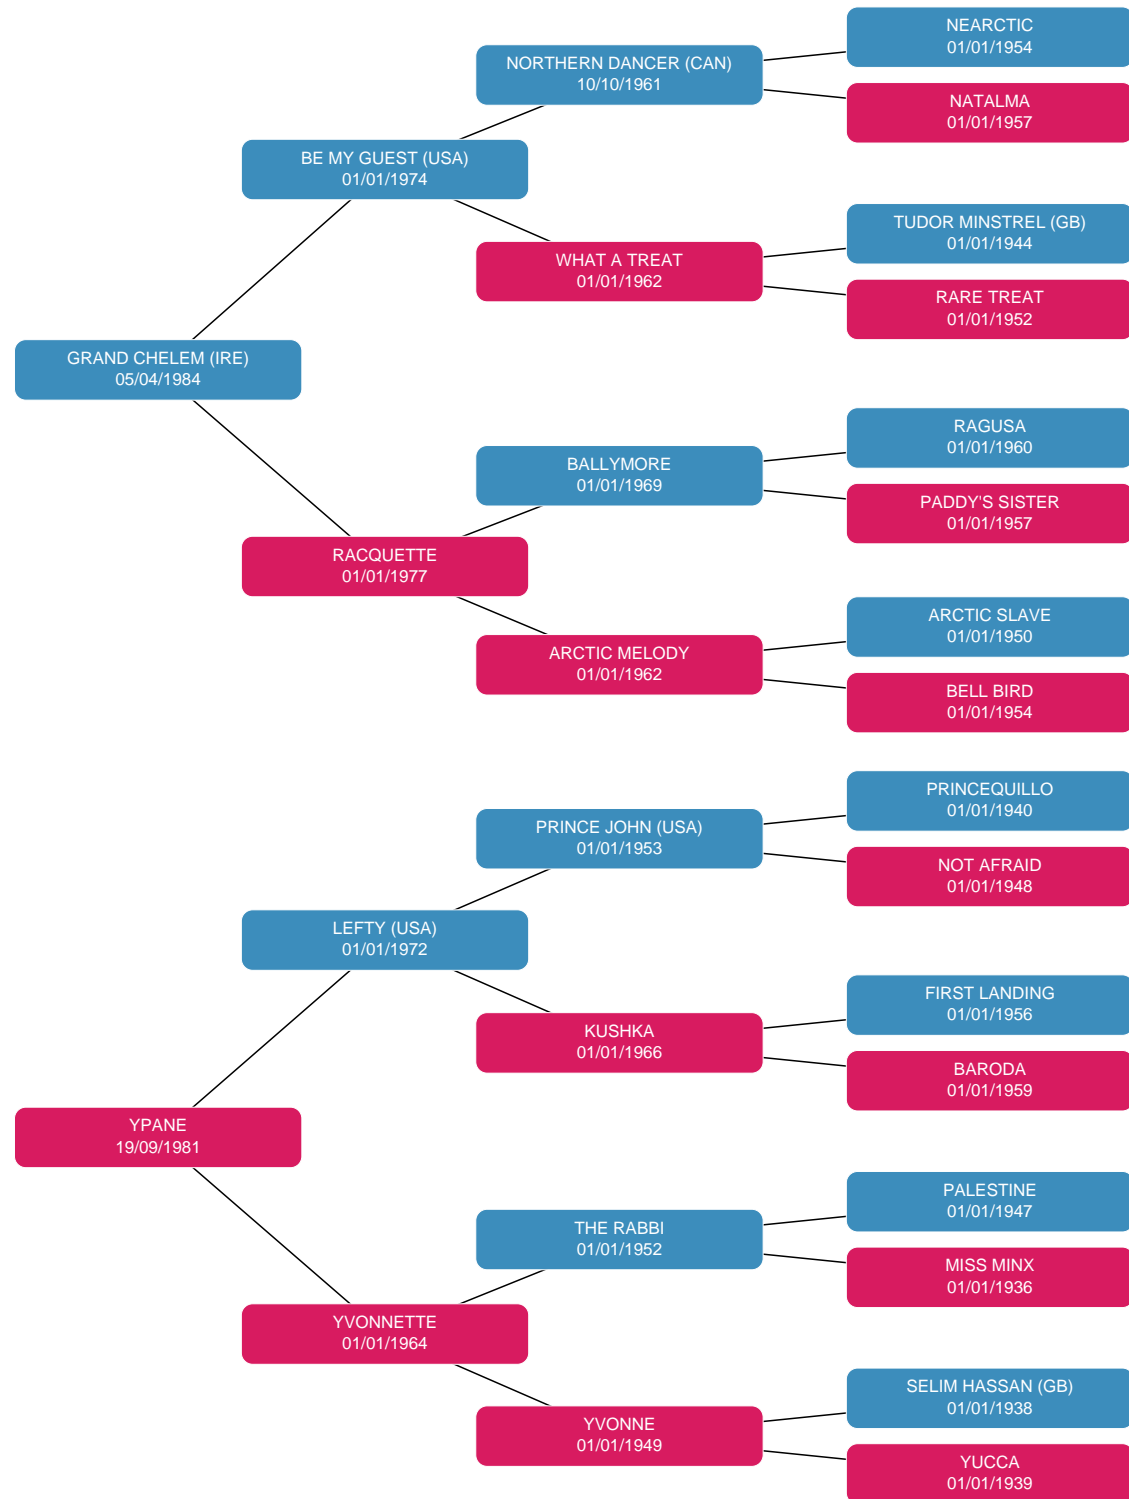 NEARCTIC
01/01/1954
NORTHERN DANCER (CAN)
10/10/1961
NATALMA
01/01/1957
BE MY GUEST (USA)
01/01/1974
TUDOR MINSTREL (GB)
01/01/1944
WHAT A TREAT
01/01/1962
RARE TREAT
01/01/1952
GRAND CHELEM (IRE)
05/04/1984
RAGUSA
01/01/1960
BALLYMORE
01/01/1969
PADDY'S SISTER
01/01/1957
RACQUETTE
01/01/1977
ARCTIC SLAVE
01/01/1950
ARCTIC MELODY
01/01/1962
BELL BIRD
01/01/1954
PRINCEQUILLO
01/01/1940
PRINCE JOHN (USA)
01/01/1953
NOT AFRAID
01/01/1948
LEFTY (USA)
01/01/1972
FIRST LANDING
01/01/1956
KUSHKA
01/01/1966
BARODA
01/01/1959
YPANE
19/09/1981
PALESTINE
01/01/1947
THE RABBI
01/01/1952
MISS MINX
01/01/1936
YVONNETTE
01/01/1964
SELIM HASSAN (GB)
01/01/1938
YVONNE
01/01/1949
YUCCA
01/01/1939